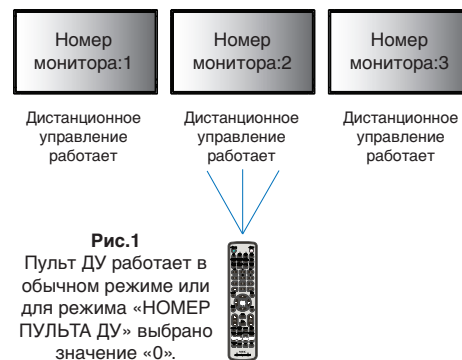 Номер
монитора:1
Номер
монитора:2
Номер
монитора:3
Дистанционное
управление
работает
Дистанционное
управление
работает
Дистанционное
управление
работает
Рис.1
Пульт ДУ работает в
обычном режиме или
для режима «НОМЕР
ПУЛЬТА ДУ» выбрано
значение «0».